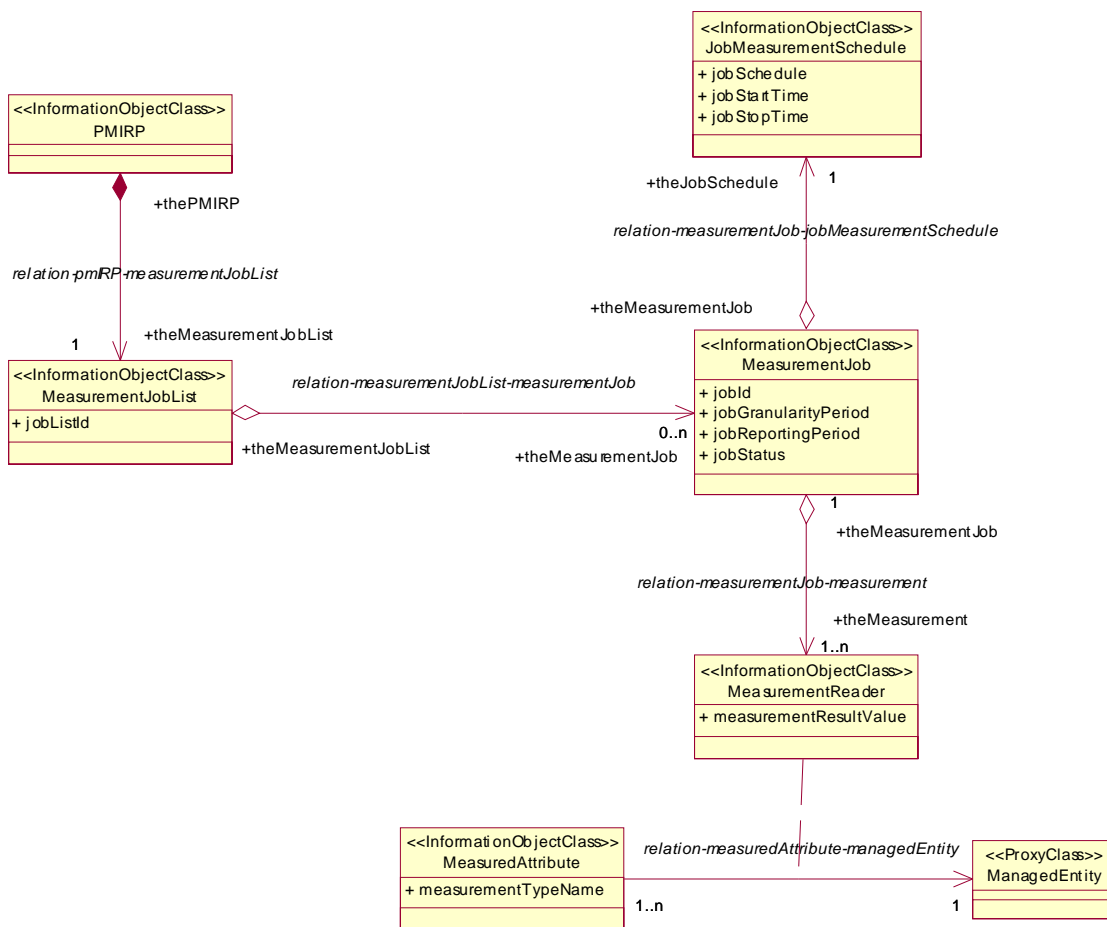 <<InformationObjectClass>>
JobMeasurementSchedule
+ jobSchedule
+ jobStartTime
+ jobStopTime
<<InformationObjectClass>>
PMIRP
+thePMIRP
+theJobSchedule
1
relation-measurementJob-jobMeasurementSchedule
relation-pmIRP-measurementJobList
+theMeasurementJob
1
+theMeasurementJobList
<<InformationObjectClass>>
MeasurementJobList
+ jobListId
relation-measurementJobList-measurementJob
<<InformationObjectClass>>
MeasurementJob
+ jobId
+ jobGranularityPeriod
+ jobReportingPeriod
+ jobStatus
0..n
+theMeasurementJobList
+theMeasurementJob
1
+theMeasurementJob
relation-measurementJob-measurement
+theMeasurement
1..n
<<InformationObjectClass>>
MeasurementReader
+ measurementResultValue
<<InformationObjectClass>>
MeasuredAttribute
+ measurementTypeName
relation-measuredAttribute-managedEntity
<<ProxyClass>>
ManagedEntity
1..n
1